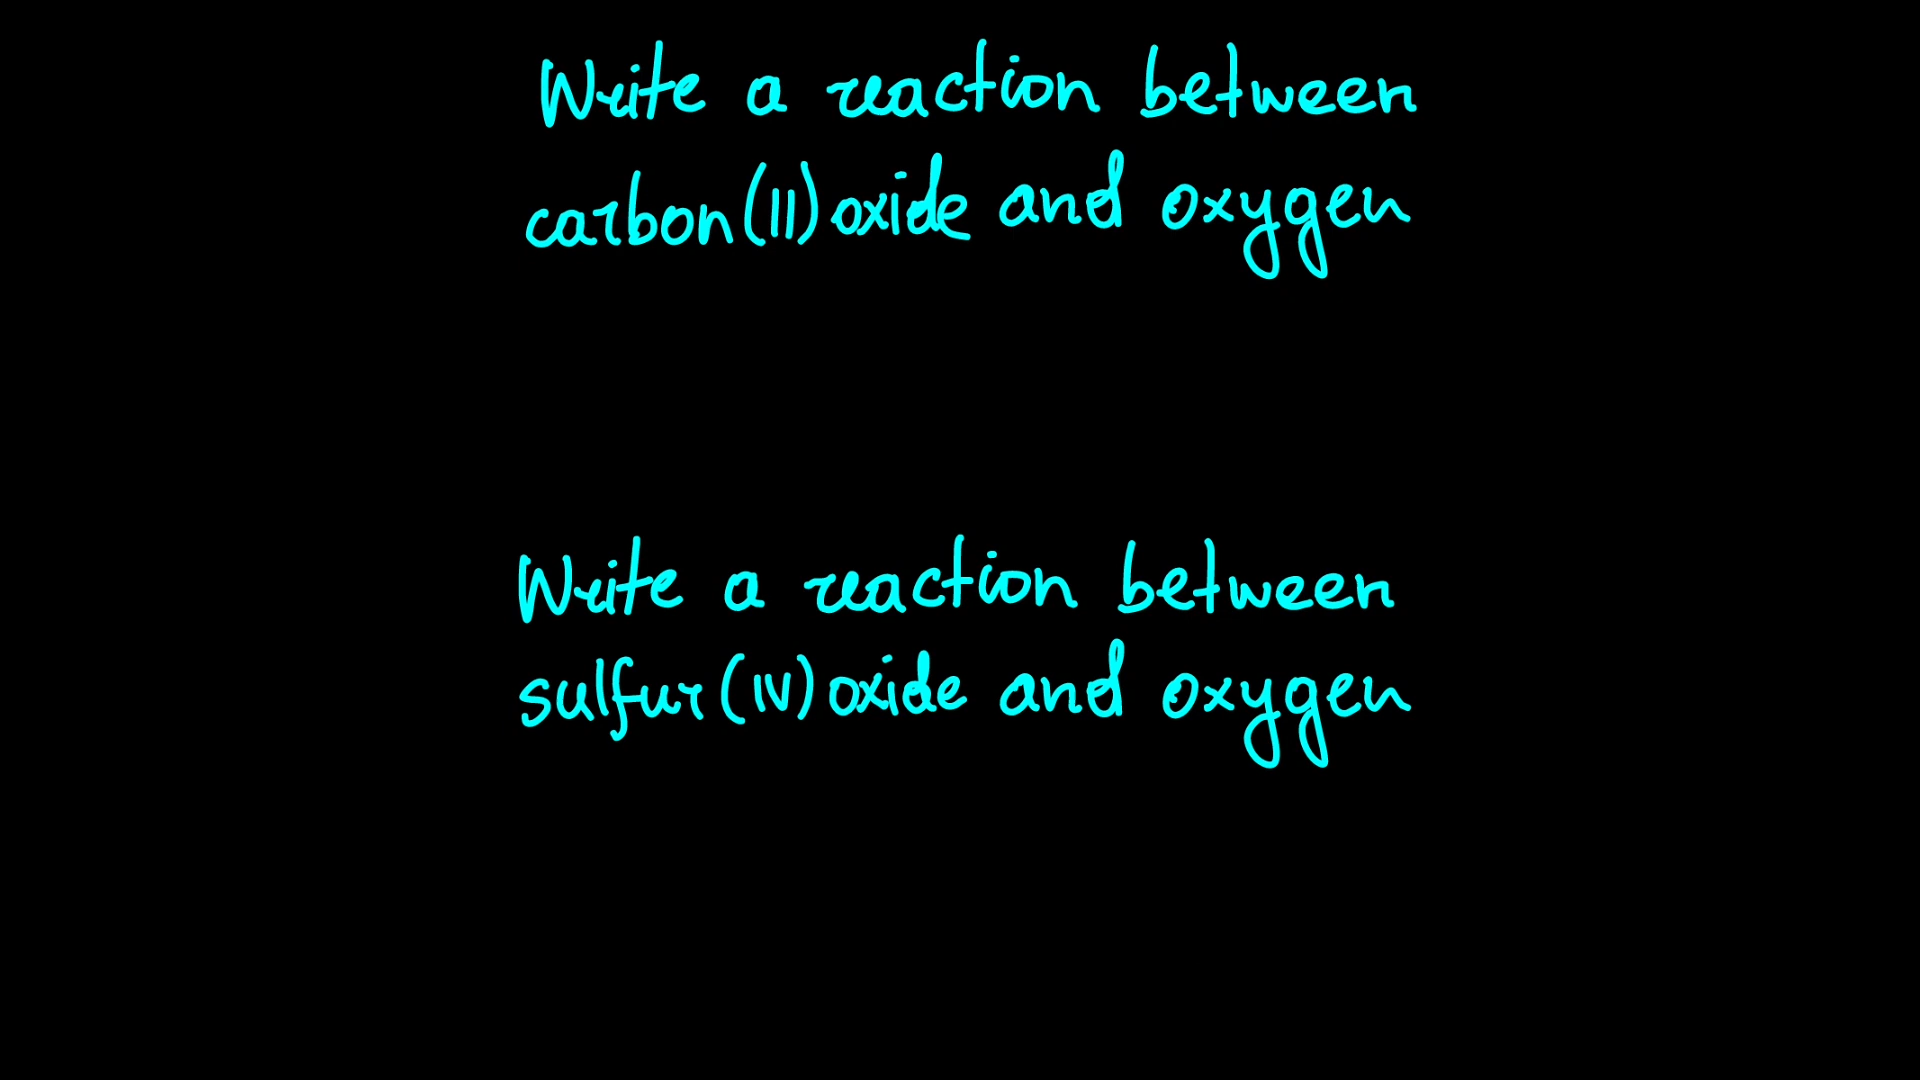 Write a reaction between
carbon(II) oxide and oxygen
Write a reaction between
sulfur (IV) oxide and oxygen